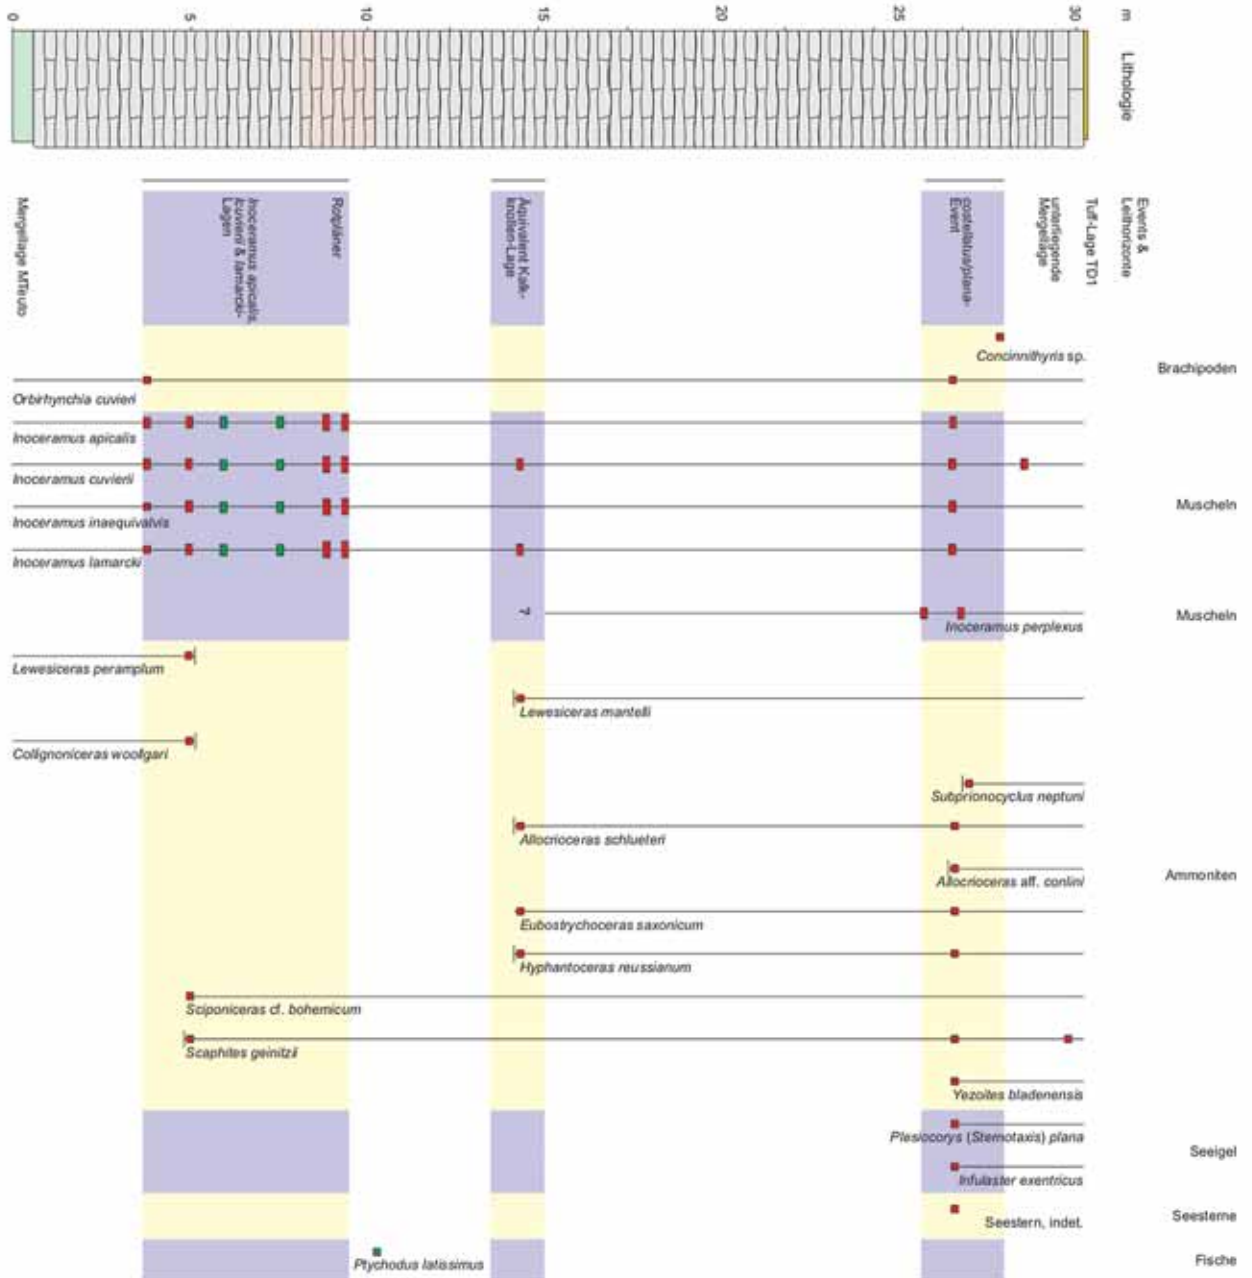 0
5
10
15
20
25
30
m
Lithologie
Mergellage MTeuto
Inoceramus apicalis,
cuvierii & lamarcki-
Lagen
Rotpläner
Äquivalent Kalk-
knollen-Lage
costellatus/plana-
Event
unterliegende
Mergellage
Tuff-Lage TD1
Events &
Leithorizonte
Concinnithyris sp.
Brachipoden
Orbirhynchia cuvieri
Inoceramus apicalis
Inoceramus cuvierii
Muscheln
Inoceramus inaequivalvis
Inoceramus lamarcki
?
Muscheln
Inoceramus perplexus
Lewesiceras peramplum
Lewesiceras mantelli
Collignoniceras woollgari
Subprionocyclus neptuni
Allocrioceras schlueteri
Ammoniten
Allocrioceras aff. conlini
Eubostrychoceras saxonicum
Hyphantoceras reussianum
Sciponiceras cf. bohemicum
Scaphites geinitzii
Yezoites bladenensis
Plesiocorys (Sternotaxis) plana
Seeigel
Infulaster exentricus
Seesterne
Seestern, indet.
Fische
Ptychodus latissimus